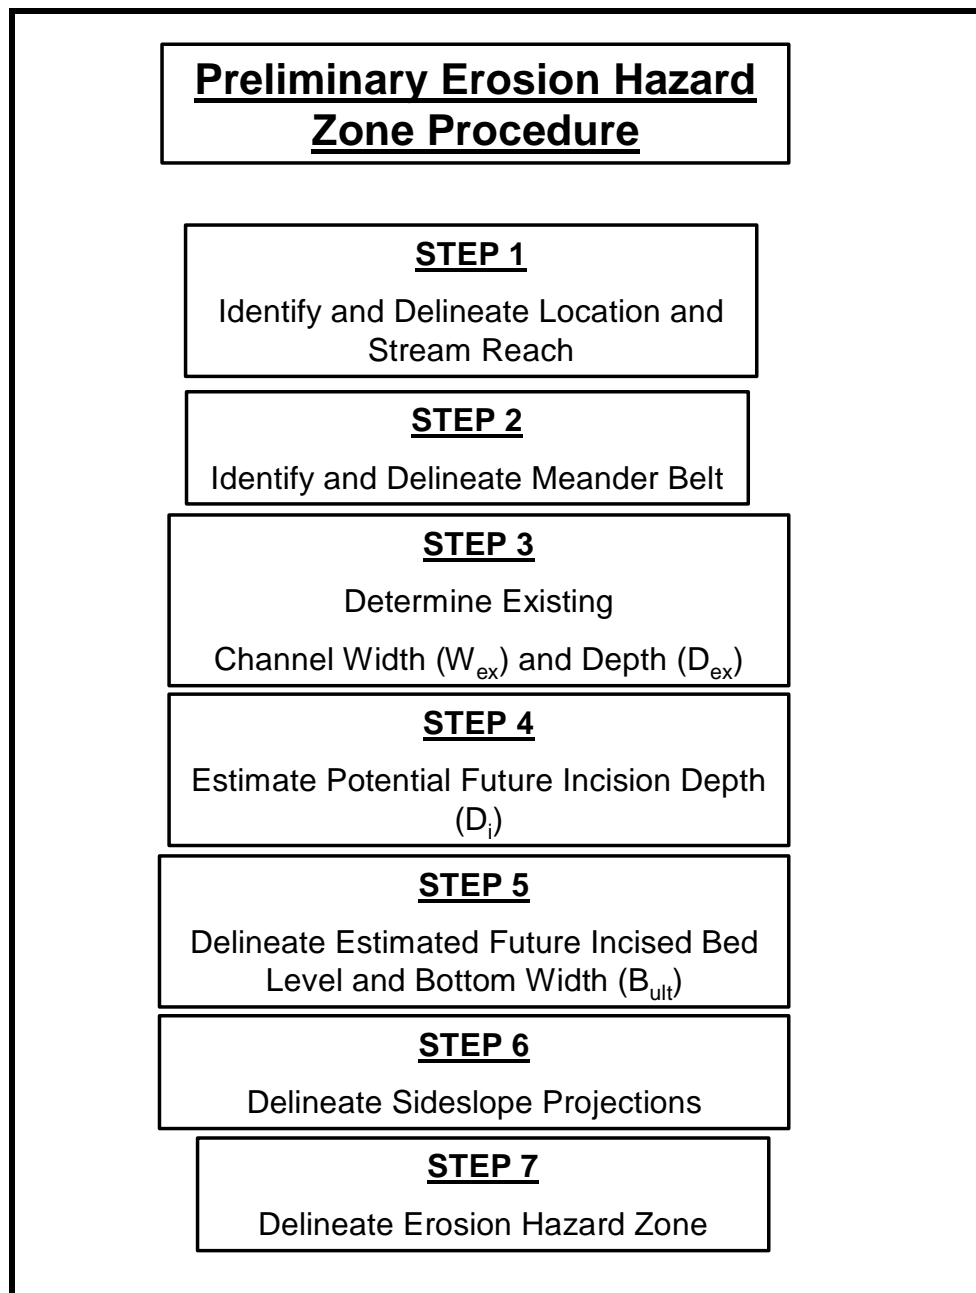 Preliminary Erosion Hazard
Zone Procedure
STEP 1
Identify and Delineate Location and
Stream Reach
STEP 2
Identify and Delineate Meander Belt
STEP 3
Determine Existing
Channel Width (Wex) and Depth (Dex)
STEP 4
Estimate Potential Future Incision Depth
(Di)
STEP 5
Delineate Estimated Future Incised Bed
Level and Bottom Width (Bult)
STEP 6
Delineate Sideslope Projections
STEP 7
Delineate Erosion Hazard Zone